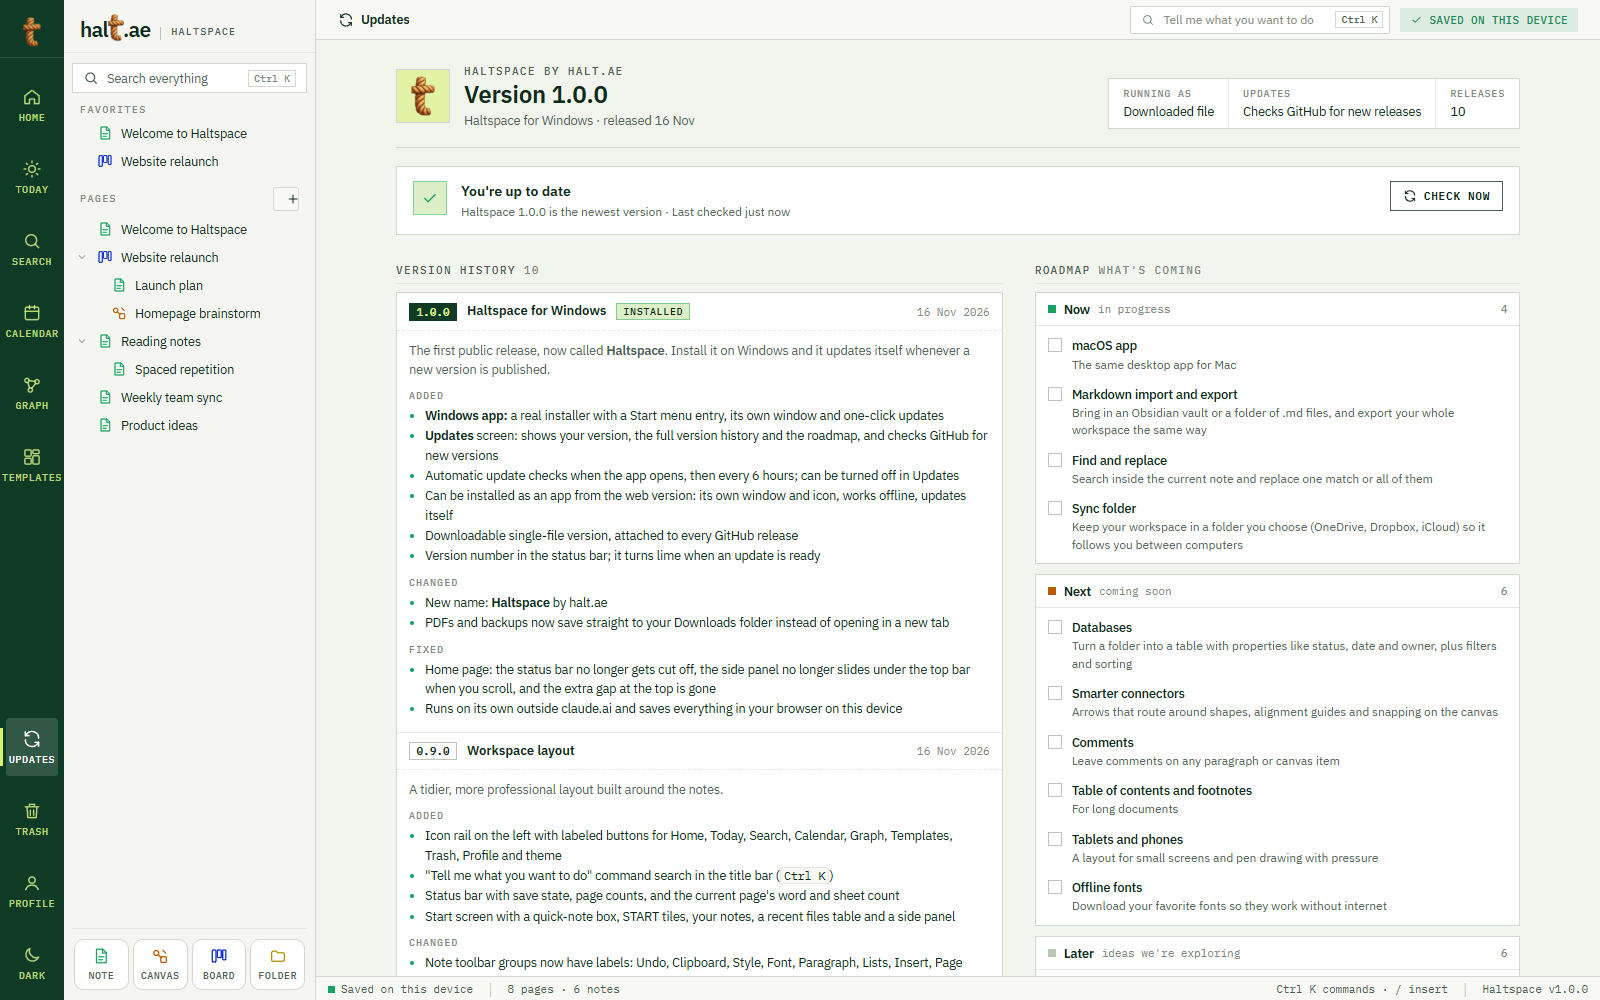 HOME
TODAY
SEARCH
CALENDAR
GRAPH
TEMPLATES
UPDATES
TRASH
PROFILE
DARK
halt.ae
HALTSPACE
Search everything
Ctrl K
FAVORITES
Welcome to Haltspace
Website relaunch
PAGES
+
Welcome to Haltspace
Website relaunch
Launch plan
Homepage brainstorm
Reading notes
Spaced repetition
Weekly team sync
Product ideas
NOTE
CANVAS
BOARD
FOLDER
Updates
Tell me what you want to do
Ctrl K
SAVED ON THIS DEVICE
HALTSPACE BY HALT.AE
Version 1.0.0
Haltspace for Windows · released 16 Nov
RUNNING AS
Downloaded file
UPDATES
Checks GitHub for new releases
RELEASES
10
You're up to date
Haltspace 1.0.0 is the newest version · Last checked just now
CHECK NOW
VERSION HISTORY 10
1.0.0 Haltspace for Windows INSTALLED 16 Nov 2026
The first public release, now called Haltspace. Install it on Windows and it updates itself whenever a
new version is published.
ADDED
• Windows app: a real installer with a Start menu entry, its own window and one-click updates
• Updates screen: shows your version, the full version history and the roadmap, and checks GitHub for
new versions
• Automatic update checks when the app opens, then every 6 hours; can be turned off in Updates
• Can be installed as an app from the web version: its own window and icon, works offline, updates
itself
• Downloadable single-file version, attached to every GitHub release
• Version number in the status bar; it turns lime when an update is ready
CHANGED
• New name: Haltspace by halt.ae
• PDFs and backups now save straight to your Downloads folder instead of opening in a new tab
FIXED
• Home page: the status bar no longer gets cut off, the side panel no longer slides under the top bar
when you scroll, and the extra gap at the top is gone
• Runs on its own outside claude.ai and saves everything in your browser on this device
0.9.0 Workspace layout 16 Nov 2026
A tidier, more professional layout built around the notes.
ADDED
• Icon rail on the left with labeled buttons for Home, Today, Search, Calendar, Graph, Templates,
Trash, Profile and theme
• "Tell me what you want to do" command search in the title bar (Ctrl K)
• Status bar with save state, page counts, and the current page's word and sheet count
• Start screen with a quick-note box, START tiles, your notes, a recent files table and a side panel
CHANGED
• Note toolbar groups now have labels: Undo, Clipboard, Style, Font, Paragraph, Lists, Insert, Page
ROADMAP WHAT'S COMING
Now in progress 4
macOS app
The same desktop app for Mac
Markdown import and export
Bring in an Obsidian vault or a folder of .md files, and export your whole
workspace the same way
Find and replace
Search inside the current note and replace one match or all of them
Sync folder
Keep your workspace in a folder you choose (OneDrive, Dropbox, iCloud) so it
follows you between computers
Next coming soon 6
Databases
Turn a folder into a table with properties like status, date and owner, plus filters
and sorting
Smarter connectors
Arrows that route around shapes, alignment guides and snapping on the canvas
Comments
Leave comments on any paragraph or canvas item
Table of contents and footnotes
For long documents
Tablets and phones
A layout for small screens and pen drawing with pressure
Offline fonts
Download your favorite fonts so they work without internet
Later ideas we're exploring 6
Saved on this device
8 pages · 6 notes
Ctrl K commands · / insert
Haltspace v1.0.0